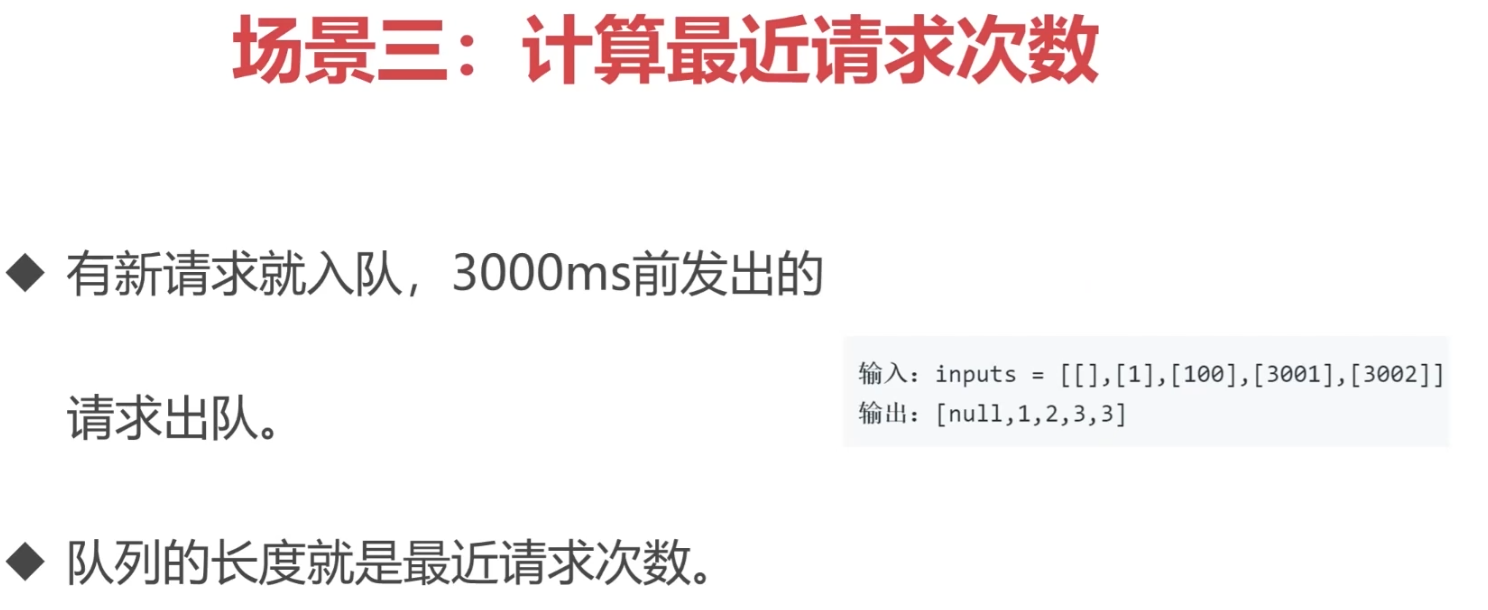 场景三：计算最近请求次数
◆ 有新请求就入队，3000ms前发出的
请求出队。
输入：inputs = [[],[1],[100],[3001],[3002]]
输出：[null,1,2,3,3]
◆ 队列的长度就是最近请求次数。